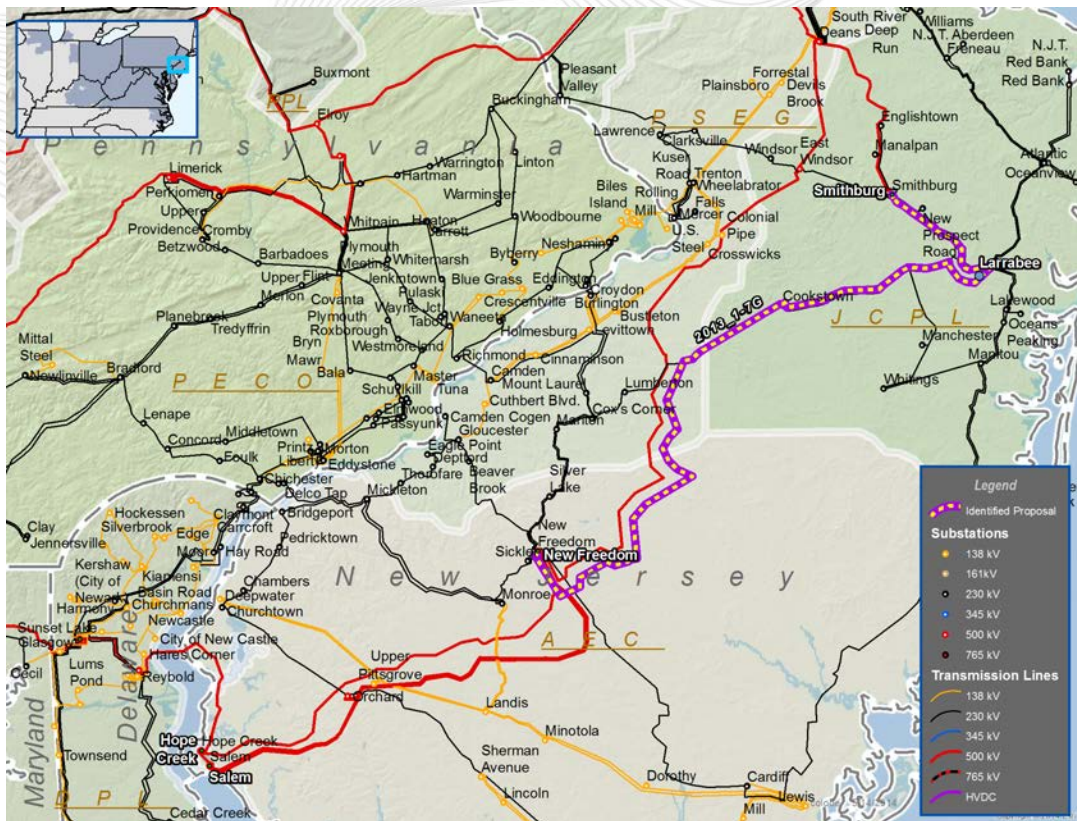 South River
Deans Deep
Run
Williams
N.J.T. Aberdeen
Freneau
N.J.T.
Red Bank
Red Bank
Buxmont
PPL
Elroy
Pleasant
Valley
Buckingham
Forrestal
Plainsboro
Devils
Brook
PSEG
Lawrence
Clarksville
Windsor
East
Windsor
Englishtown
Manalpan
Atlantic
Oceanview
Pennsylvania
Limerick
Perkiomen
Upper
Providence
Cromby
Betzwood
Warrington
Hartman
Linton
Warminster
Woodbourne
Kuser
Road
Trenton
Wheelabrator
Falls
Biles
Island
Rolling
Mill
Mercer
U.S.
Steel
Colonial
Pipe
Crosswicks
Smithburg
Smithburg
New
Prospect
Road
Larrabee
Whitpain
Heaton
Jarrett
Byberry
Neshaminy
Barbadoes
Plymouth
Meeting
Whitemarsh
Upper
Flint
Jenkintown
Blue Grass
Eddington
Croydon
Burlington
Merion
Covanta
Plymouth
Pulaski
Wayne Jct
Tabor
Waneeta
Crescentville
Bustleton
Levittown
Holmesburg
Planebrook
Tredyffrin
Roxborough
Westmoreland
Bryn
Mawr
Bala
Richmond
Camden
Cinnaminson
Mittal
Steel
Newlinville
Bradford
PECO
Schuylkill
Master
Tuna
Mount Laurel
Lumberton
Cuthbert Blvd.
2013_1-7G
Cookstown
JCPL
Lakewood
Oceans
Peaking
Manchester
Manitou
Whitings
Lenape
Concord
Middletown
Foulk
Printz
Morton
Liberty
Eddystone
Elmwood
Passyunk
Camden Cogen
Gloucester
Eagle Point
Deptford
Thorofare
Cox's Corner
Marlton
Beaver
Brook
Silver
Lake
Chichester
Delco Tap
Mickleton
Bridgeport
Pedricktown
Claymont
Carrcroft
Hay Road
Moore
Edge
Hockessen
Silverbrook
Clay
Jennersville
Kershaw
(City of
Newark)
Harmony
Kiamensi
Basin Road
Churchmans
Newcastle
City of New Castle
Hares Corner
Sunset Lake
Glasgow
Cecil
Lums
Pond
Reybold
Chambers
Deepwater
Churchtown
New
Freedom
Sickler
New Freedom
Monroe
New Jersey
AEC
Upper
Pittsgrove
Orchard
Landis
Minotola
Sherman
Avenue
Lincoln
Dorothy
Cardiff
Lewis
Mill
Hope
Creek
Hope Creek
Salem
Salem
Maryland
Delaware
Townsend
DPL
Cedar Creek
Legend
Identified Proposal
Substations
138 kV
161kV
230 kV
345 kV
500 kV
765 kV
Transmission Lines
138 kV
230 kV
345 kV
500 kV
765 kV
HVDC